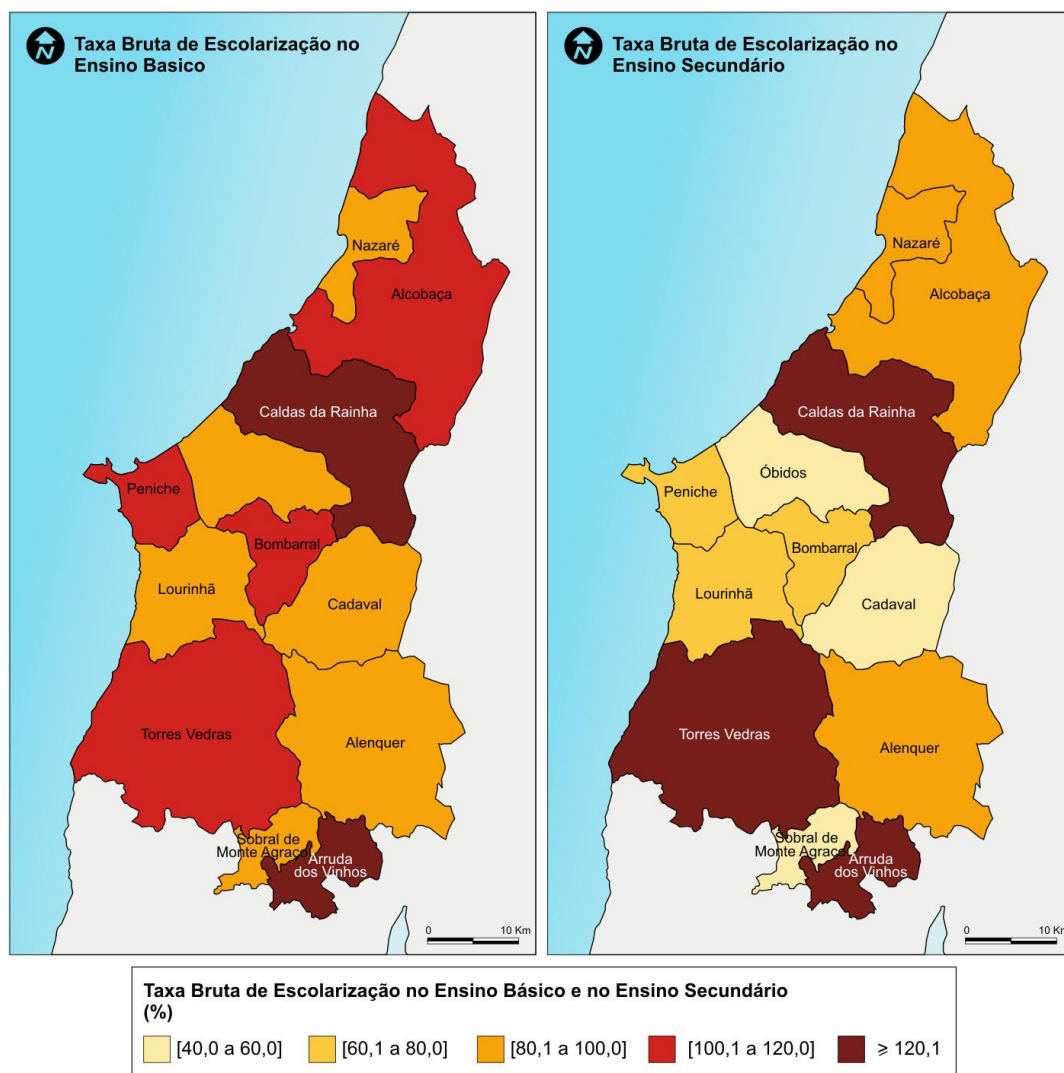 N
Taxa Bruta de Escolarização no
Ensino Basico
Nazaré
Alcobaça
Caldas da Rainha
Peniche
Bombarral
Lourinhã
Cadaval
Torres Vedras
Alenquer
Sobral de
Monte Agraço
Arruda
dos Vinhos
0 10 Km
N
Taxa Bruta de Escolarização no
Ensino Secundário
Nazaré
Alcobaça
Caldas da Rainha
Óbidos
Peniche
Bombarral
Lourinhã
Cadaval
Torres Vedras
Alenquer
Sobral de
Monte Agraço
Arruda
dos Vinhos
0 10 Km
Taxa Bruta de Escolarização no Ensino Básico e no Ensino Secundário
(%)
[40,0 a 60,0] [60,1 a 80,0] [80,1 a 100,0] [100,1 a 120,0] ⩾ 120,1